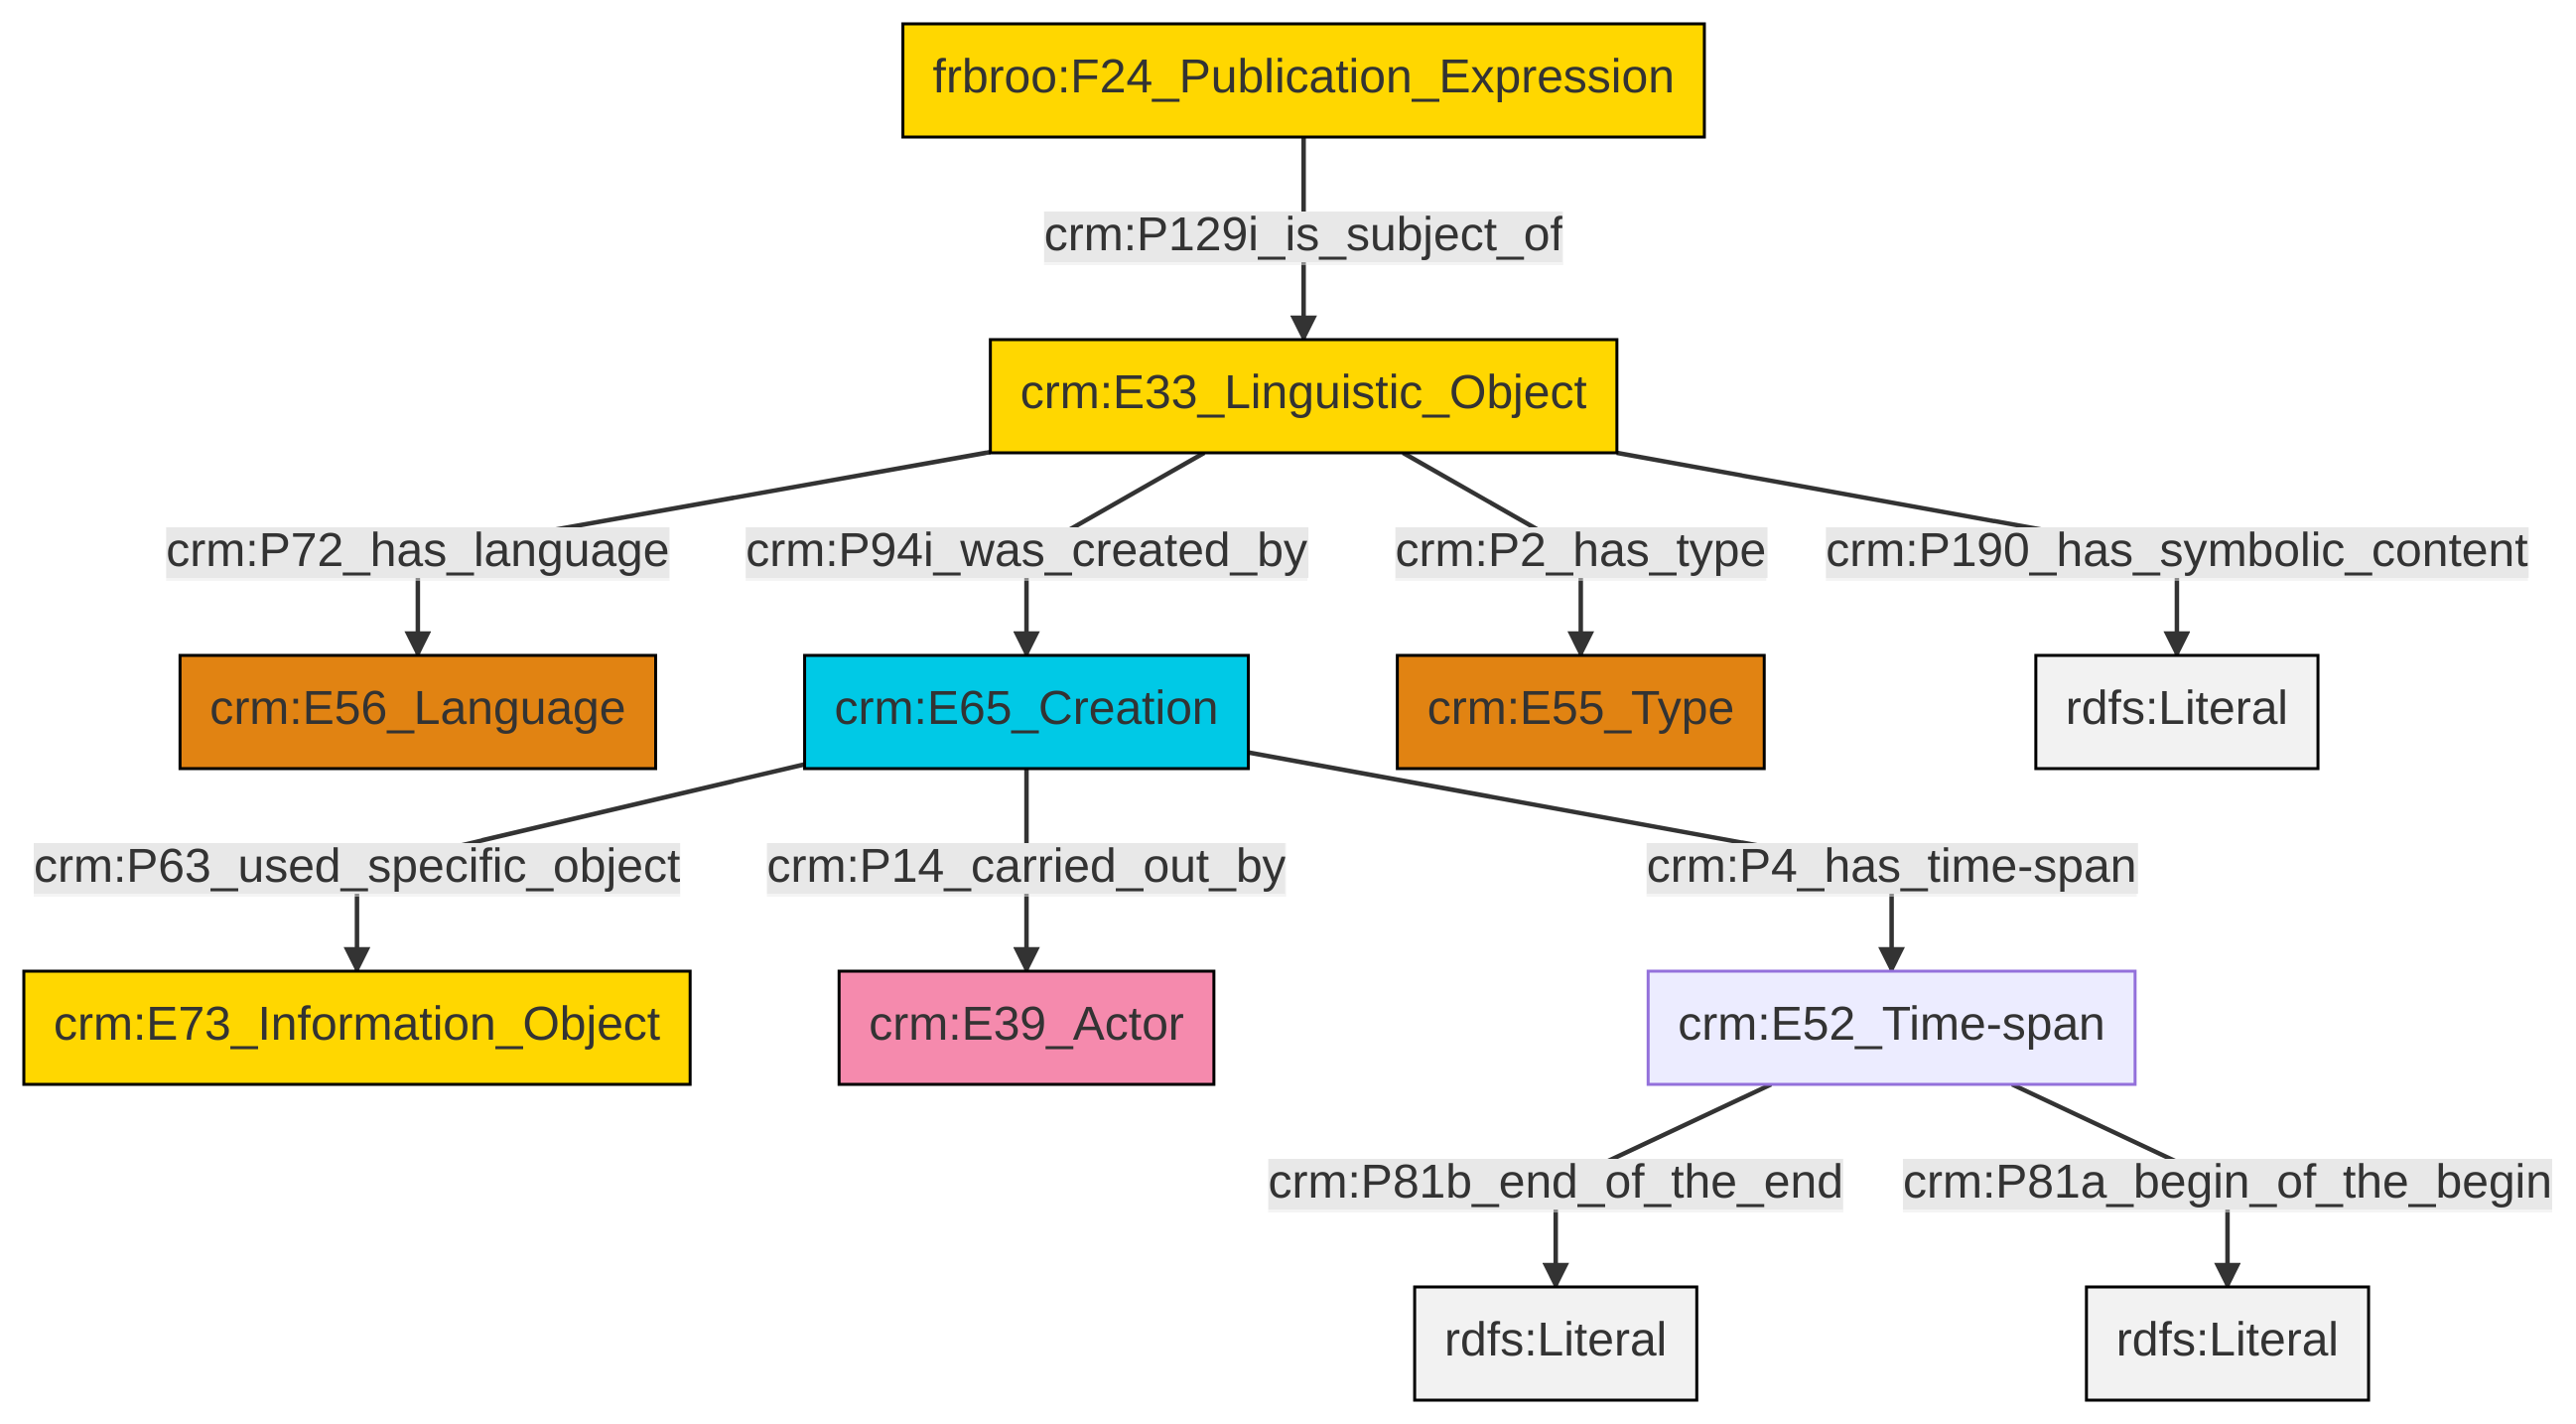 frbroo:F24_Publication_Expression
crm:P129i_is_subject_of
crm:E33_Linguistic_Object
crm:P72_has_language
crm:P94i_was_created_by
crm:P2_has_type
crm:P190_has_symbolic_content
crm:E56_Language
crm:E65_Creation
crm:E55_Type
rdfs:Literal
crm:P63_used_specific_object
crm:P14_carried_out_by
crm:P4_has_time-span
crm:E73_Information_Object
crm:E39_Actor
crm:E52_Time-span
crm:P81b_end_of_the_end
crm:P81a_begin_of_the_begin
rdfs:Literal
rdfs:Literal